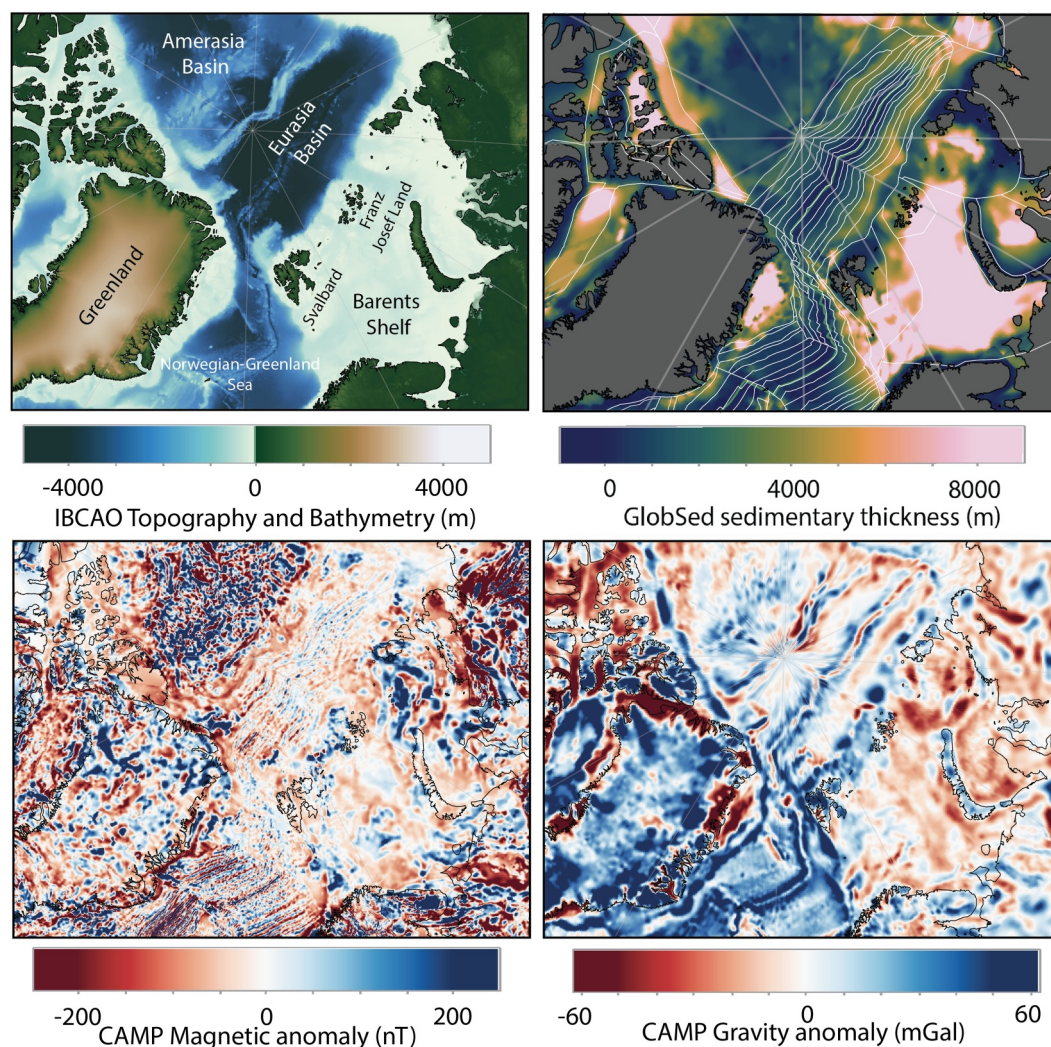 Amerasia
Basin
Eurasia
Basin
Franz
Josef Land
Greenland
Svalbard
Barents
Shelf
Norwegian-Greenland
Sea
-4000 0 4000
IBCAO Topography and Bathymetry (m)
0 4000 8000
GlobSed sedimentary thickness (m)
-200 0 200
CAMP Magnetic anomaly (nT)
-60 0 60
CAMP Gravity anomaly (mGal)